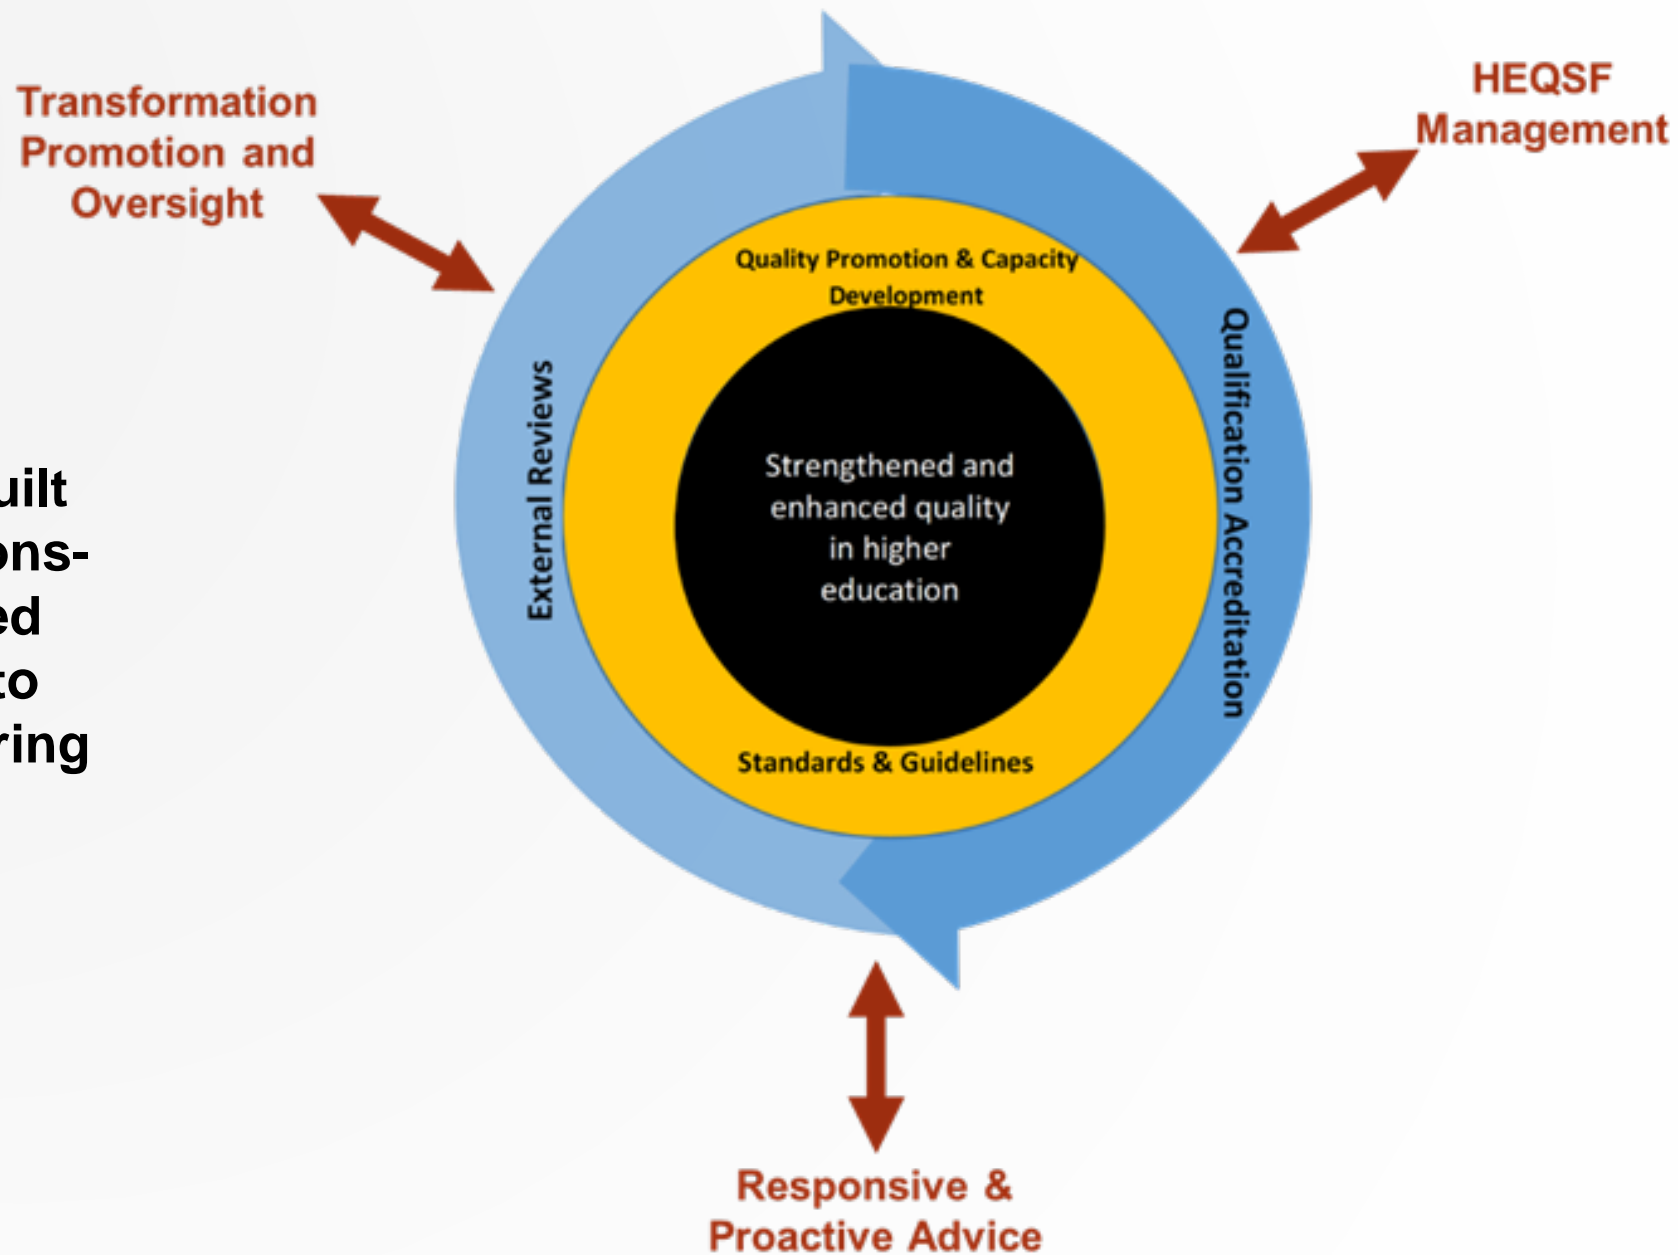 Transformation
Promotion and
Oversight
HEQSF
Management
Quality Promotion & Capacity
Development
External Reviews
Qualification Accreditation
Strengthened and
enhanced quality
in higher
education
Standards & Guidelines
uilt
ons-
ed
to
ring
Responsive &
Proactive Advice